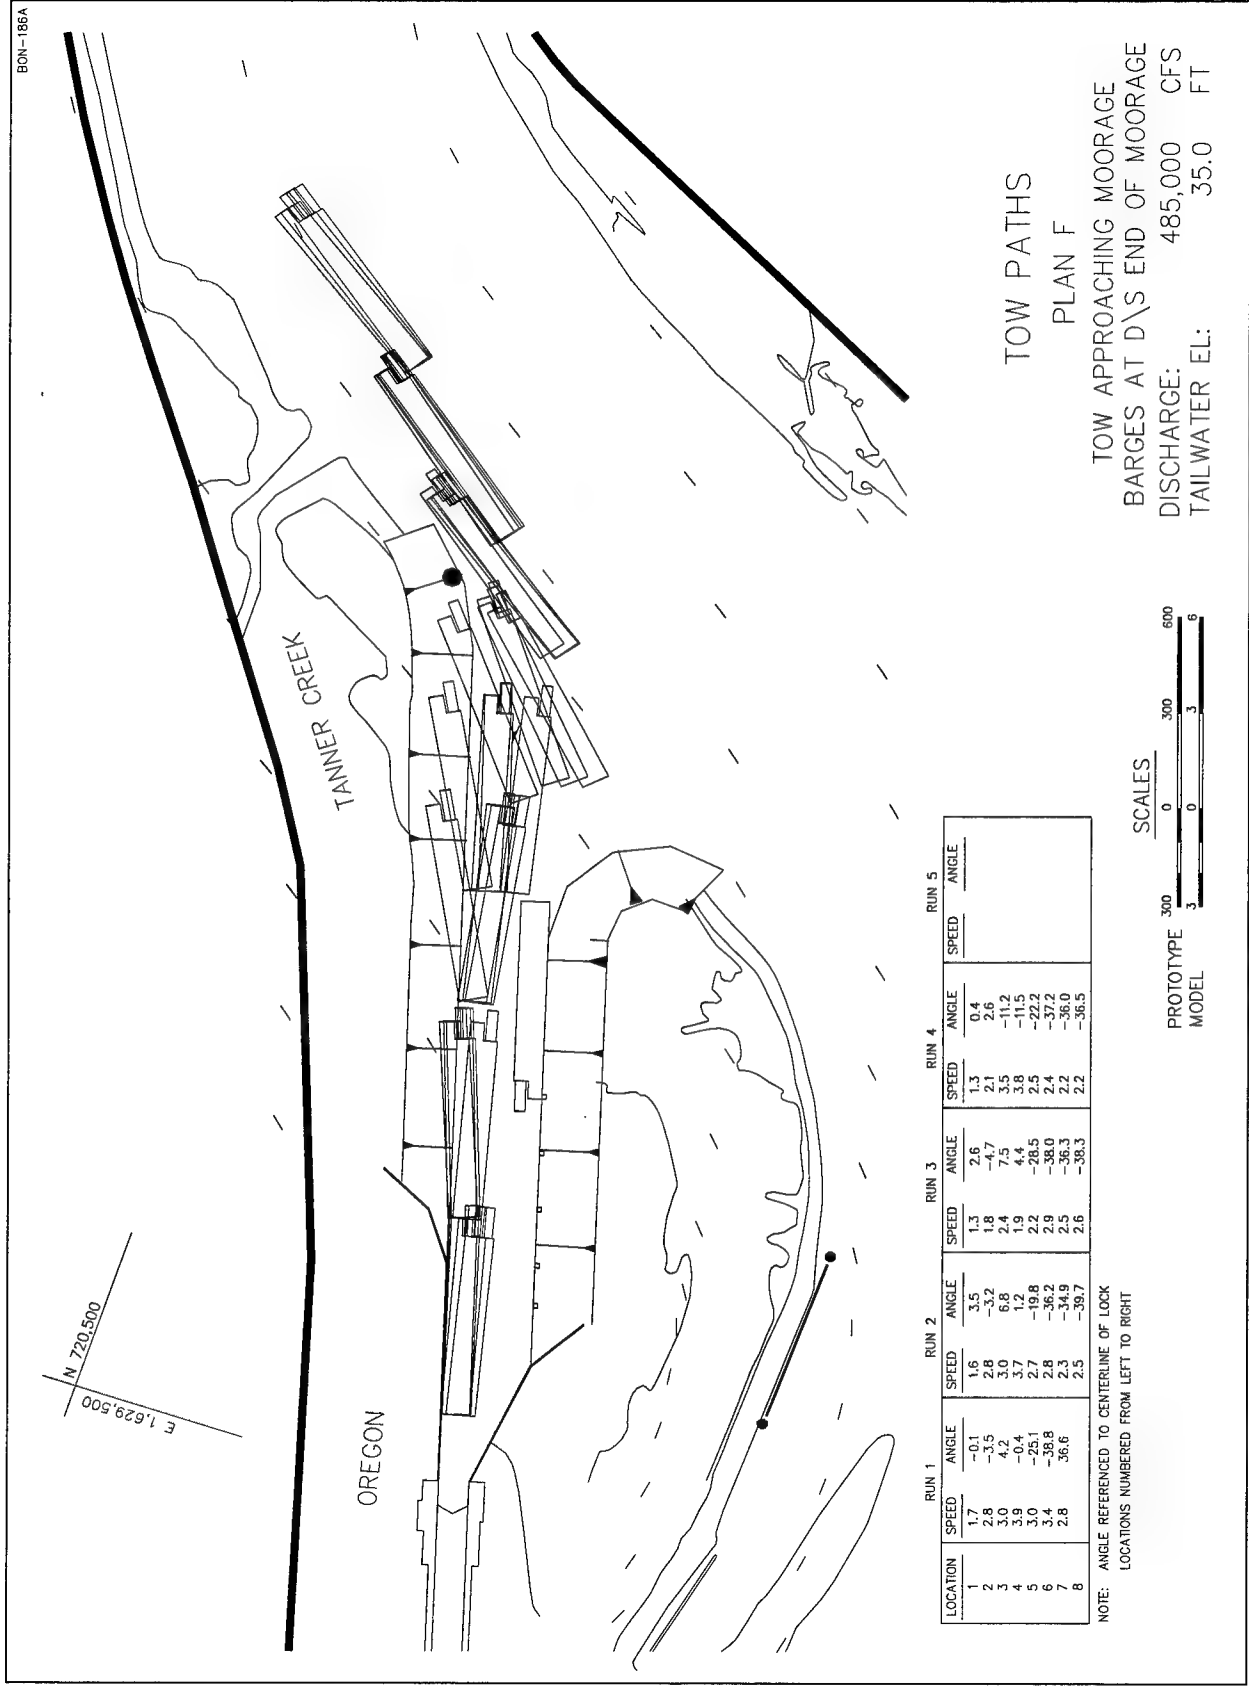 BON-186A
N 720,500
E 1,629,500
TANNER CREEK
OREGON
TOW PATHS
PLAN F
TOW APPROACHING MOORAGE
BARGES AT D\S END OF MOORAGE
DISCHARGE: 485,000 CFS
TAILWATER EL: 35.0 FT
SCALES
PROTOTYPE 300 0 300 600
MODEL 3 0 3 6
RUN 1 RUN 2 RUN 3 RUN 4 RUN 5
LOCATION SPEED ANGLE SPEED ANGLE SPEED ANGLE SPEED ANGLE SPEED ANGLE
1 1.7 -0.1 1.6 3.5 1.3 2.6 1.3 0.4
2 2.8 -3.5 2.8 -3.2 1.8 -4.7 2.1 2.6
3 3.0 4.2 3.0 6.8 2.4 7.5 3.5 -11.2
4 3.9 -0.4 3.7 1.2 1.9 4.4 3.8 -11.5
5 3.0 -25.1 2.7 -19.8 2.2 -28.5 2.5 -22.2
6 3.4 -38.8 2.8 -36.2 2.9 -38.0 2.4 -37.2
7 2.8 36.6 2.3 -34.9 2.5 -36.3 2.2 -36.0
8 2.5 -39.7 2.6 -38.3 2.2 -36.5
NOTE: ANGLE REFERENCED TO CENTERLINE OF LOCK
LOCATIONS NUMBERED FROM LEFT TO RIGHT